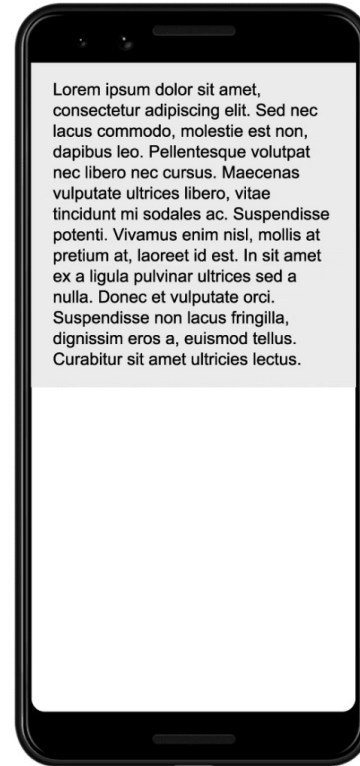 Lorem ipsum dolor sit amet,
consectetur adipiscing elit. Sed nec
lacus commodo, molestie est non,
dapibus leo. Pellentesque volutpat
nec libero nec cursus. Maecenas
vulputate ultrices libero, vitae
tincidunt mi sodales ac. Suspendisse
potenti. Vivamus enim nisl, mollis at
pretium at, laoreet id est. In sit amet
ex a ligula pulvinar ultrices sed a
nulla. Donec et vulputate orci.
Suspendisse non lacus fringilla,
dignissim eros a, euismod tellus.
Curabitur sit amet ultricies lectus.